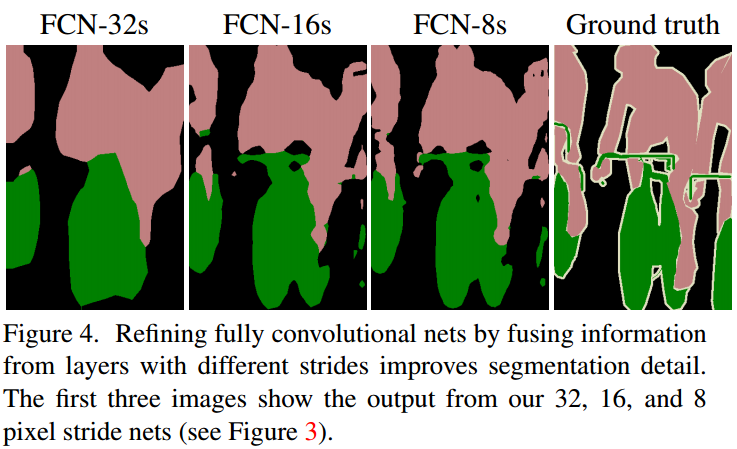 FCN-32s FCN-16s FCN-8s Ground truth
Figure 4. Refining fully convolutional nets by fusing information
from layers with different strides improves segmentation detail.
The first three images show the output from our 32, 16, and 8
pixel stride nets (see Figure 3).